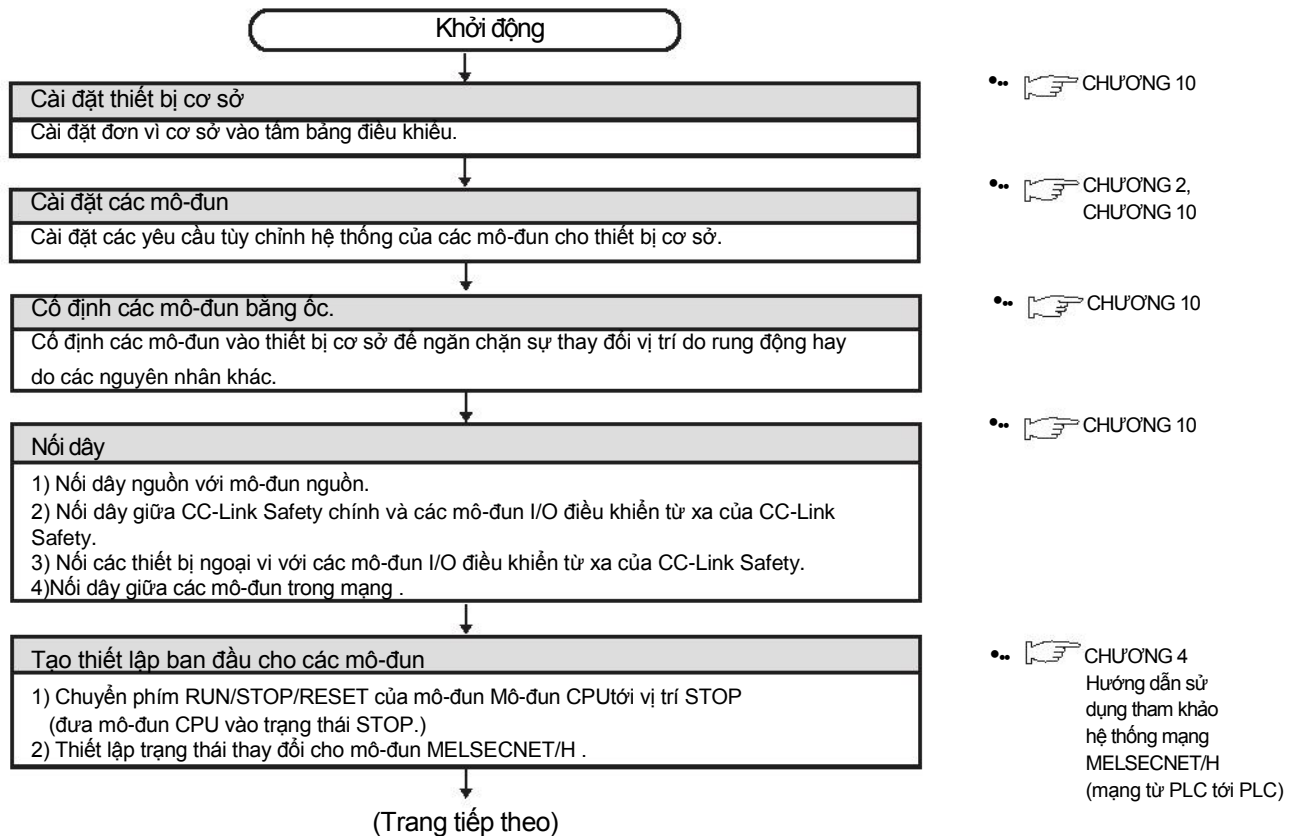 Khởi động
Cài đặt thiết bị cơ sở
Cài đặt đơn vì cơ sở vào tấm bảng điều khiểu.
••• CHƯƠNG 10
Cài đặt các mô-đun
Cài đặt các yêu cầu tùy chỉnh hệ thống của các mô-đun cho thiết bị cơ sở.
••• CHƯƠNG 2,
CHƯƠNG 10
Cố định các mô-đun bằng ốc.
Cố định các mô-đun vào thiết bị cơ sở để ngăn chặn sự thay đổi vị trí do rung động hay
do các nguyên nhân khác.
••• CHƯƠNG 10
Nối dây
1) Nối dây nguồn với mô-đun nguồn.
2) Nối dây giữa CC-Link Safety chính và các mô-đun I/O điều khiển từ xa của CC-Link
Safety.
3) Nối các thiết bị ngoại vi với các mô-đun I/O điều khiển từ xa của CC-Link Safety.
4)Nối dây giữa các mô-đun trong mạng .
••• CHƯƠNG 10
Tạo thiết lập ban đầu cho các mô-đun
1) Chuyển phím RUN/STOP/RESET của mô-đun Mô-đun CPUtới vị trí STOP
(đưa mô-đun CPU vào trạng thái STOP.)
2) Thiết lập trạng thái thay đổi cho mô-đun MELSECNET/H .
••• CHƯƠNG 4
Hướng dẫn sử
dụng tham khảo
hệ thống mạng
MELSECNET/H
(mạng từ PLC tới PLC)
(Trang tiếp theo)